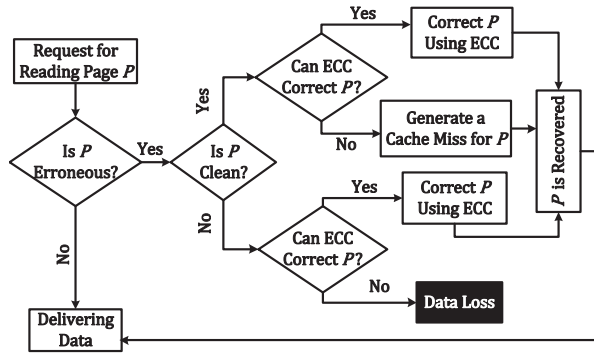 Request for
Reading Page P
Is P
Erroneous?
Yes
No
Is P
Clean?
Yes
No
Can ECC
Correct P?
Yes
No
Correct P
Using ECC
Generate a
Cache Miss for P
Can ECC
Correct P?
Yes
No
Correct P
Using ECC
Data Loss
P is Recovered
Delivering
Data